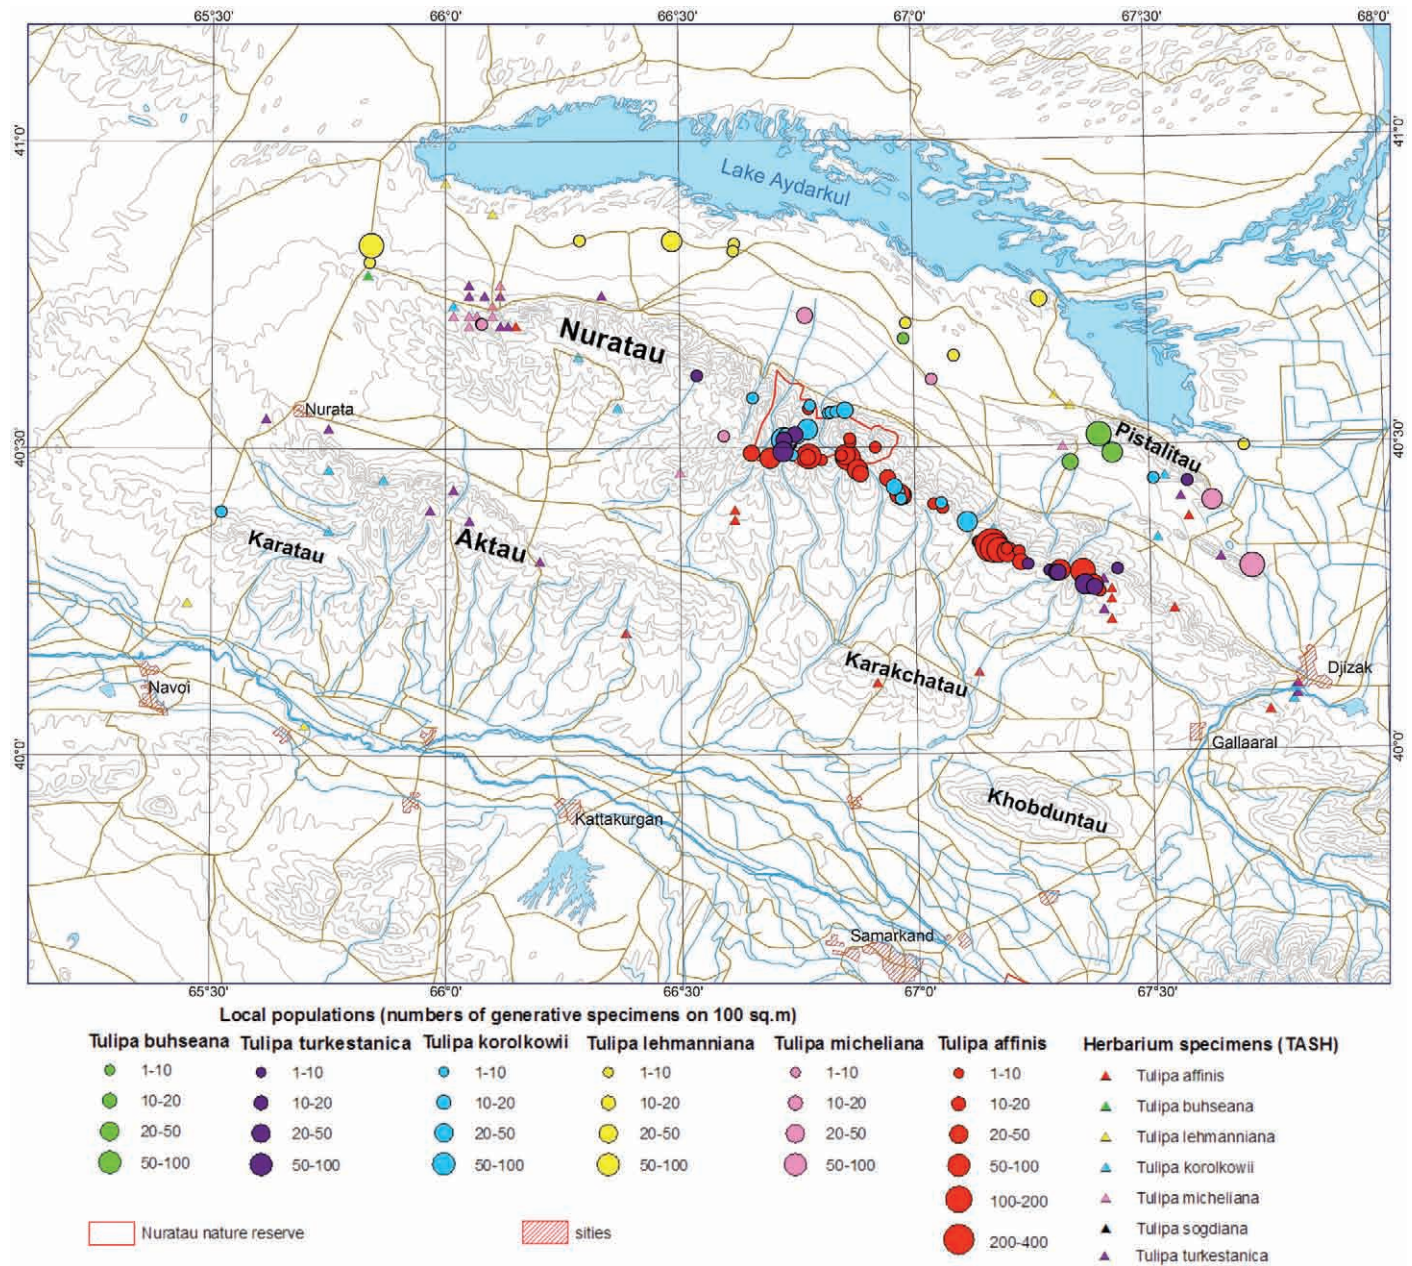 65°30' 66°0' 66°30' 67°0' 67°30' 68°0'
41°0' 41°0'
Lake Aydarkul
Nuratau
Nurata
Pistalitau
40°30' 40°30'
Karatau
Aktau
Karakchatau
Djizak
Navoi
Gallaaral
40°0' 40°0'
Khobduntau
Kattakurgan
Samarkand
65°30' 66°0' 66°30' 67°0' 67°30'
Local populations (numbers of generative specimens on 100 sq.m)
Tulipa buhseana Tulipa turkestanica Tulipa korolkowii Tulipa lehmanniana Tulipa micheliana Tulipa affinis Herbarium specimens (TASH)
1-10 1-10 1-10 1-10 1-10 1-10 Tulipa affinis
10-20 10-20 10-20 10-20 10-20 10-20 Tulipa buhseana
20-50 20-50 20-50 20-50 20-50 20-50 Tulipa lehmanniana
50-100 50-100 50-100 50-100 50-100 50-100 Tulipa korolkowii
100-200 Tulipa micheliana
Nuratau nature reserve sities 200-400 Tulipa sogdiana
Tulipa turkestanica